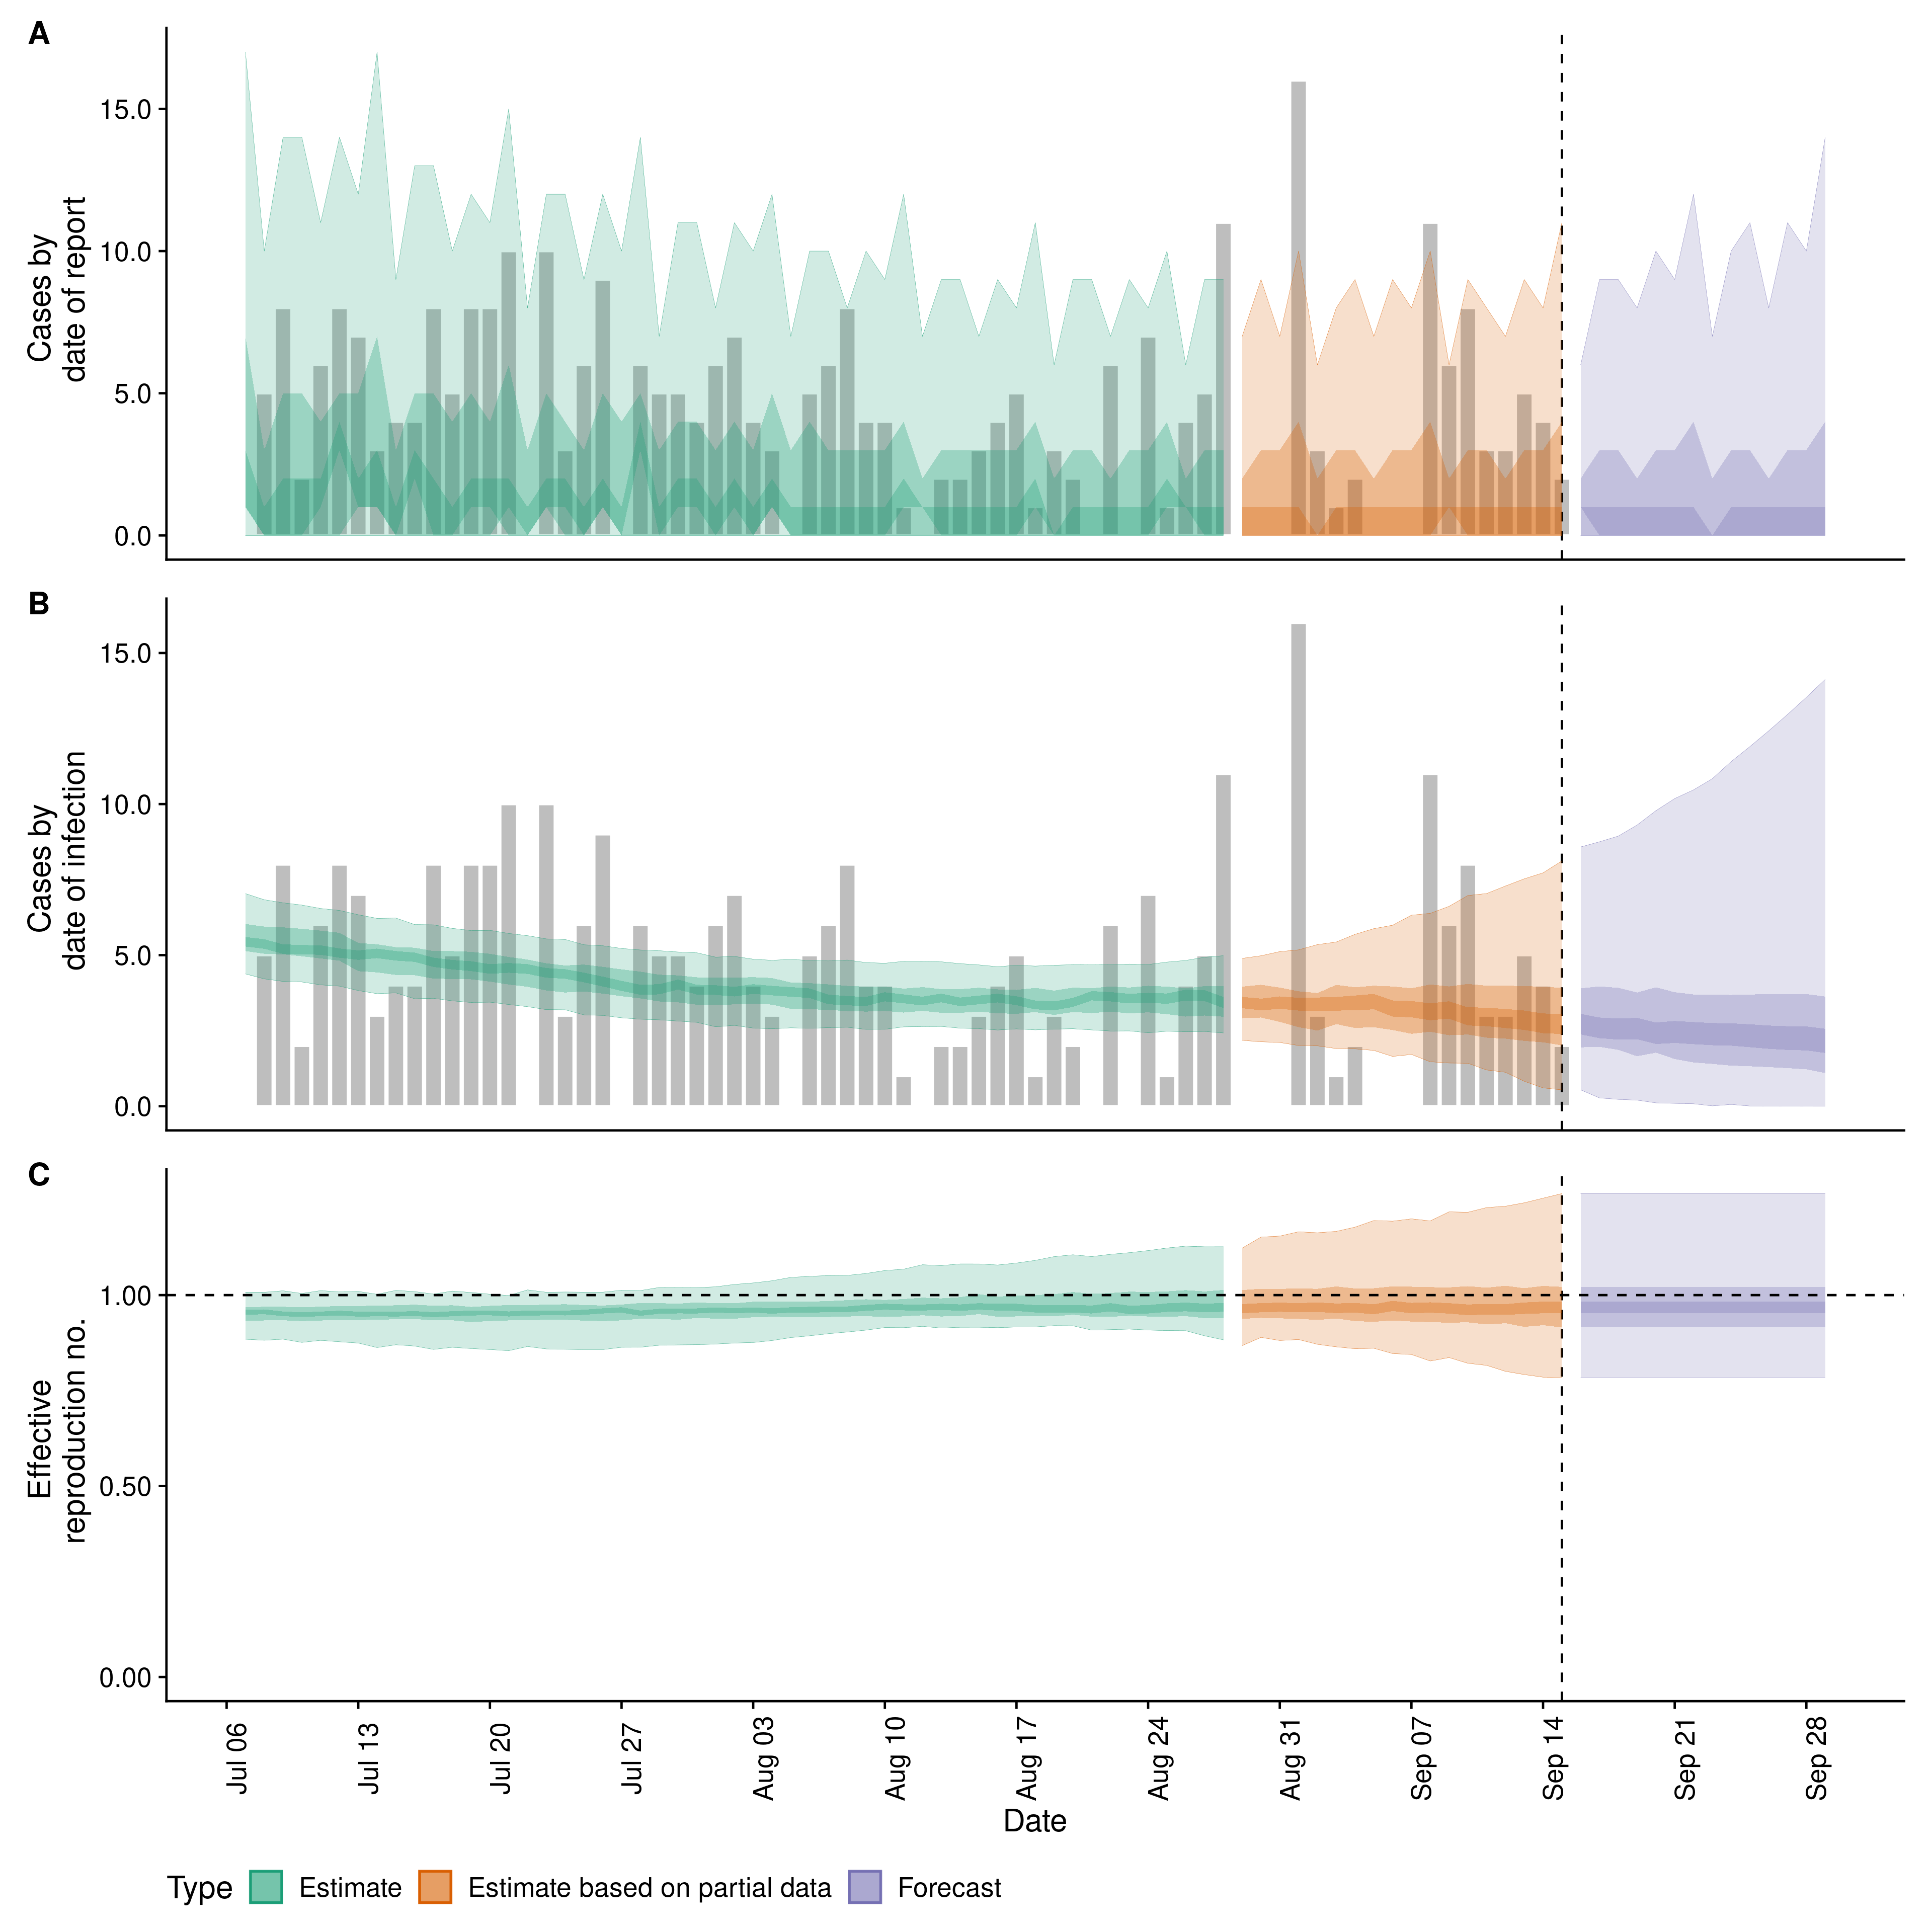 A
Cases by
date of report
15.0
10.0
5.0
0.0
B
Cases by
date of infection
15.0
10.0
5.0
0.0
C
Effective
reproduction no.
1.00
0.50
0.00
Jul 06
Jul 13
Jul 20
Jul 27
Aug 03
Aug 10
Aug 17
Aug 24
Aug 31
Sep 07
Sep 14
Sep 21
Sep 28
Date
Type Estimate Estimate based on partial data Forecast